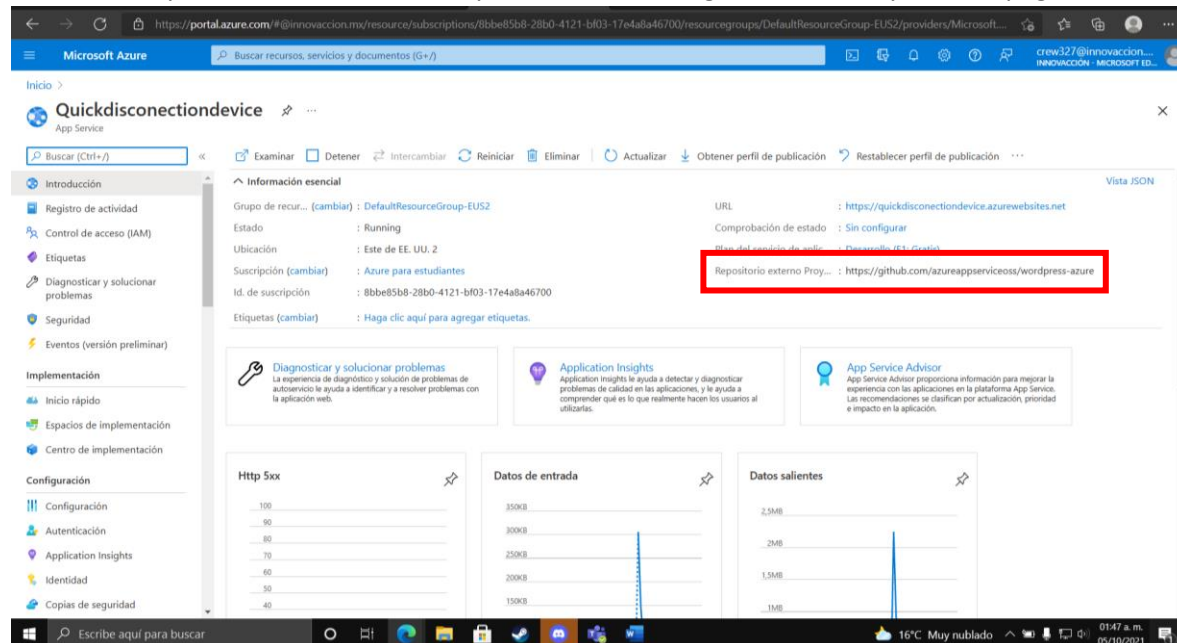 https://portal.azure.com/#@innovaccion.mx/resource/subscriptions/8bbe85b8-28b0-4121-bf03-17e4a8a46700/resourcegroups/DefaultResourceGroup-EUS2/providers/Microsoft....
Microsoft Azure
Buscar recursos, servicios y documentos (G+/)
crew327@innovaccion....
INNOVACCIÓN - MICROSOFT ED...
Inicio >
Quickdisconectiondevice
App Service
Buscar (Ctrl+/)
Examinar Detener Intercambiar Reiniciar Eliminar Actualizar Obtener perfil de publicación Restablecer perfil de publicación
Introducción
Registro de actividad
Control de acceso (IAM)
Etiquetas
Diagnosticar y solucionar
problemas
Seguridad
Eventos (versión preliminar)
Implementación
Inicio rápido
Espacios de implementación
Centro de implementación
Configuración
Configuración
Autenticación
Application Insights
Identidad
Copias de seguridad
Información esencial
Vista JSON
Grupo de recur... (cambiar) : DefaultResourceGroup-EUS2
Estado : Running
Ubicación : Este de EE. UU. 2
Suscripción (cambiar) : Azure para estudiantes
Id. de suscripción : 8bbe85b8-28b0-4121-bf03-17e4a8a46700
Etiquetas (cambiar) : Haga clic aquí para agregar etiquetas.
URL : https://quickdisconectiondevice.azurewebsites.net
Comprobación de estado : Sin configurar
Plan del servicio de aplic... : Desarrollo (F1: Gratis)
Repositorio externo Proy... : https://github.com/azureappserviceoss/wordpress-azure
Diagnosticar y solucionar problemas
La experiencia de diagnóstico y solución de problemas de
autoservicio le ayuda a identificar y a resolver problemas con
la aplicación web.
Application Insights
Application Insights le ayuda a detectar y diagnosticar
problemas de calidad en las aplicaciones, y le ayuda a
comprender qué es lo que realmente hacen los usuarios al
utilizarlas.
App Service Advisor
App Service Advisor proporciona información para mejorar la
experiencia con las aplicaciones en la plataforma App Service.
Las recomendaciones se clasifican por actualización, prioridad
e impacto en la aplicación.
Http 5xx
100
90
80
70
60
50
40
Datos de entrada
350KB
300KB
250KB
200KB
150KB
Datos salientes
2,5MB
2MB
1,5MB
1MB
Escribe aquí para buscar
16°C Muy nublado
01:47 a. m.
05/10/2021